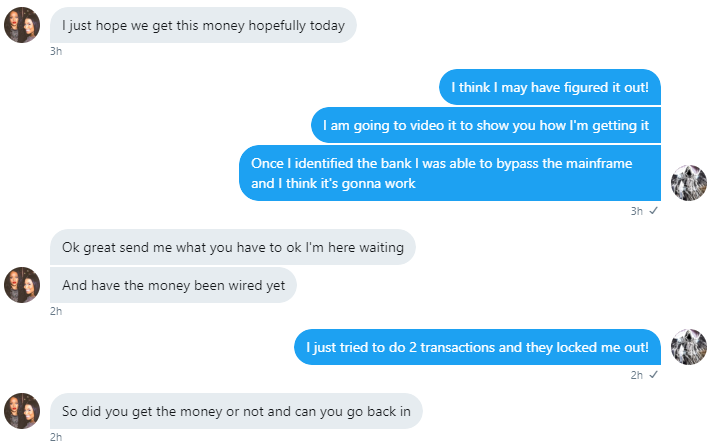 I just hope we get this money hopefully today
3h
I think I may have figured it out!
I am going to video it to show you how I'm getting it
Once I identified the bank I was able to bypass the mainframe
and I think it's gonna work
3h ✓
Ok great send me what you have to ok I'm here waiting
And have the money been wired yet
2h
I just tried to do 2 transactions and they locked me out!
2h ✓
So did you get the money or not and can you go back in
2h